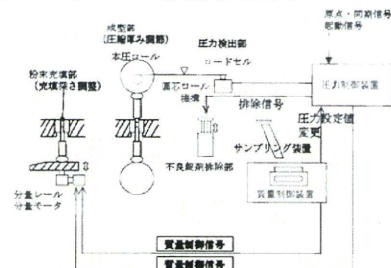 成型部
(圧縮厚み調節)
本圧ロール
圧力検出部
ロードセル
原点・同期信号
起動信号
粉末充填部
(充填深さ調整)
偏芯ロール
機構
排除信号
圧力制御装置
圧力設定値
変更
サンプリング装置
不良錠剤排除部
質量制御装置
分量レール
分量モータ
質量制御信号
質量制御信号